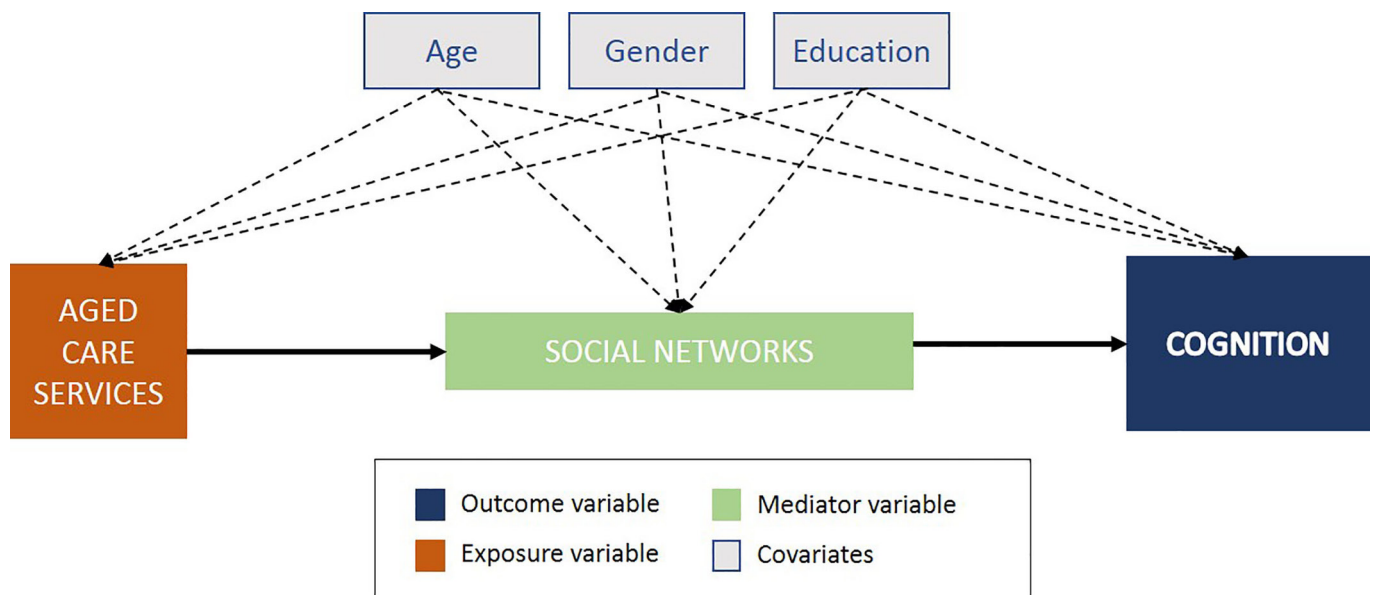 Age
Gender
Education
AGED
CARE
SERVICES
SOCIAL NETWORKS
COGNITION
Outcome variable
Mediator variable
Exposure variable
Covariates